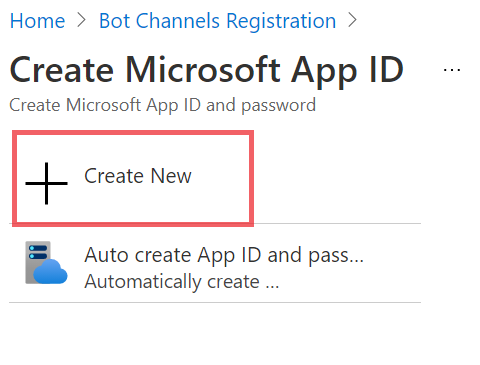 Home > Bot Channels Registration >
Create Microsoft App ID ...
Create Microsoft App ID and password
Create New
Auto create App ID and pass...
Automatically create ...